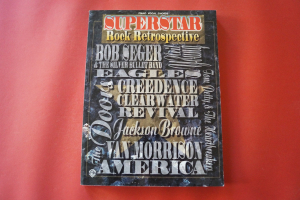 SUPERSTAR
Rock Retrospective
BOB SEGER
& THE SILVER BULLET BAND
EAGLES
CREEDENCE
CLEARWATER
REVIVAL
The Doors
Jackson Browne
VAN MORRISON
AMERICA